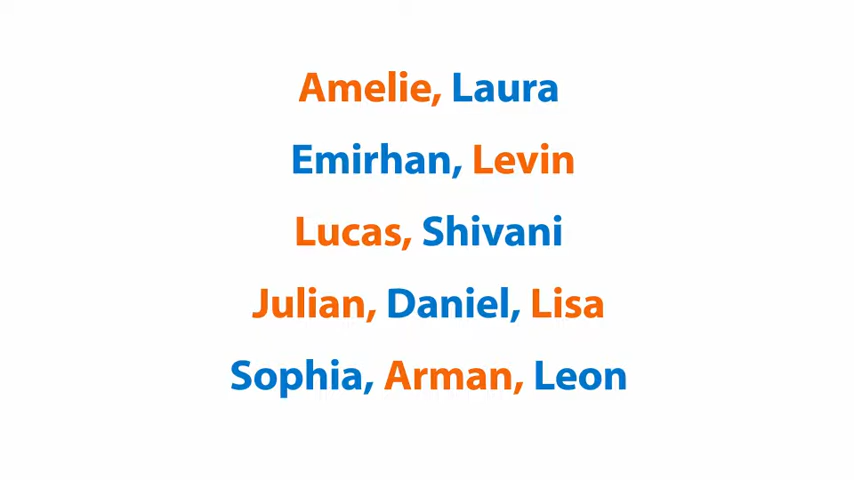 Amelie, Laura
Emirhan, Levin
Lucas, Shivani
Julian, Daniel, Lisa
Sophia, Arman, Leon